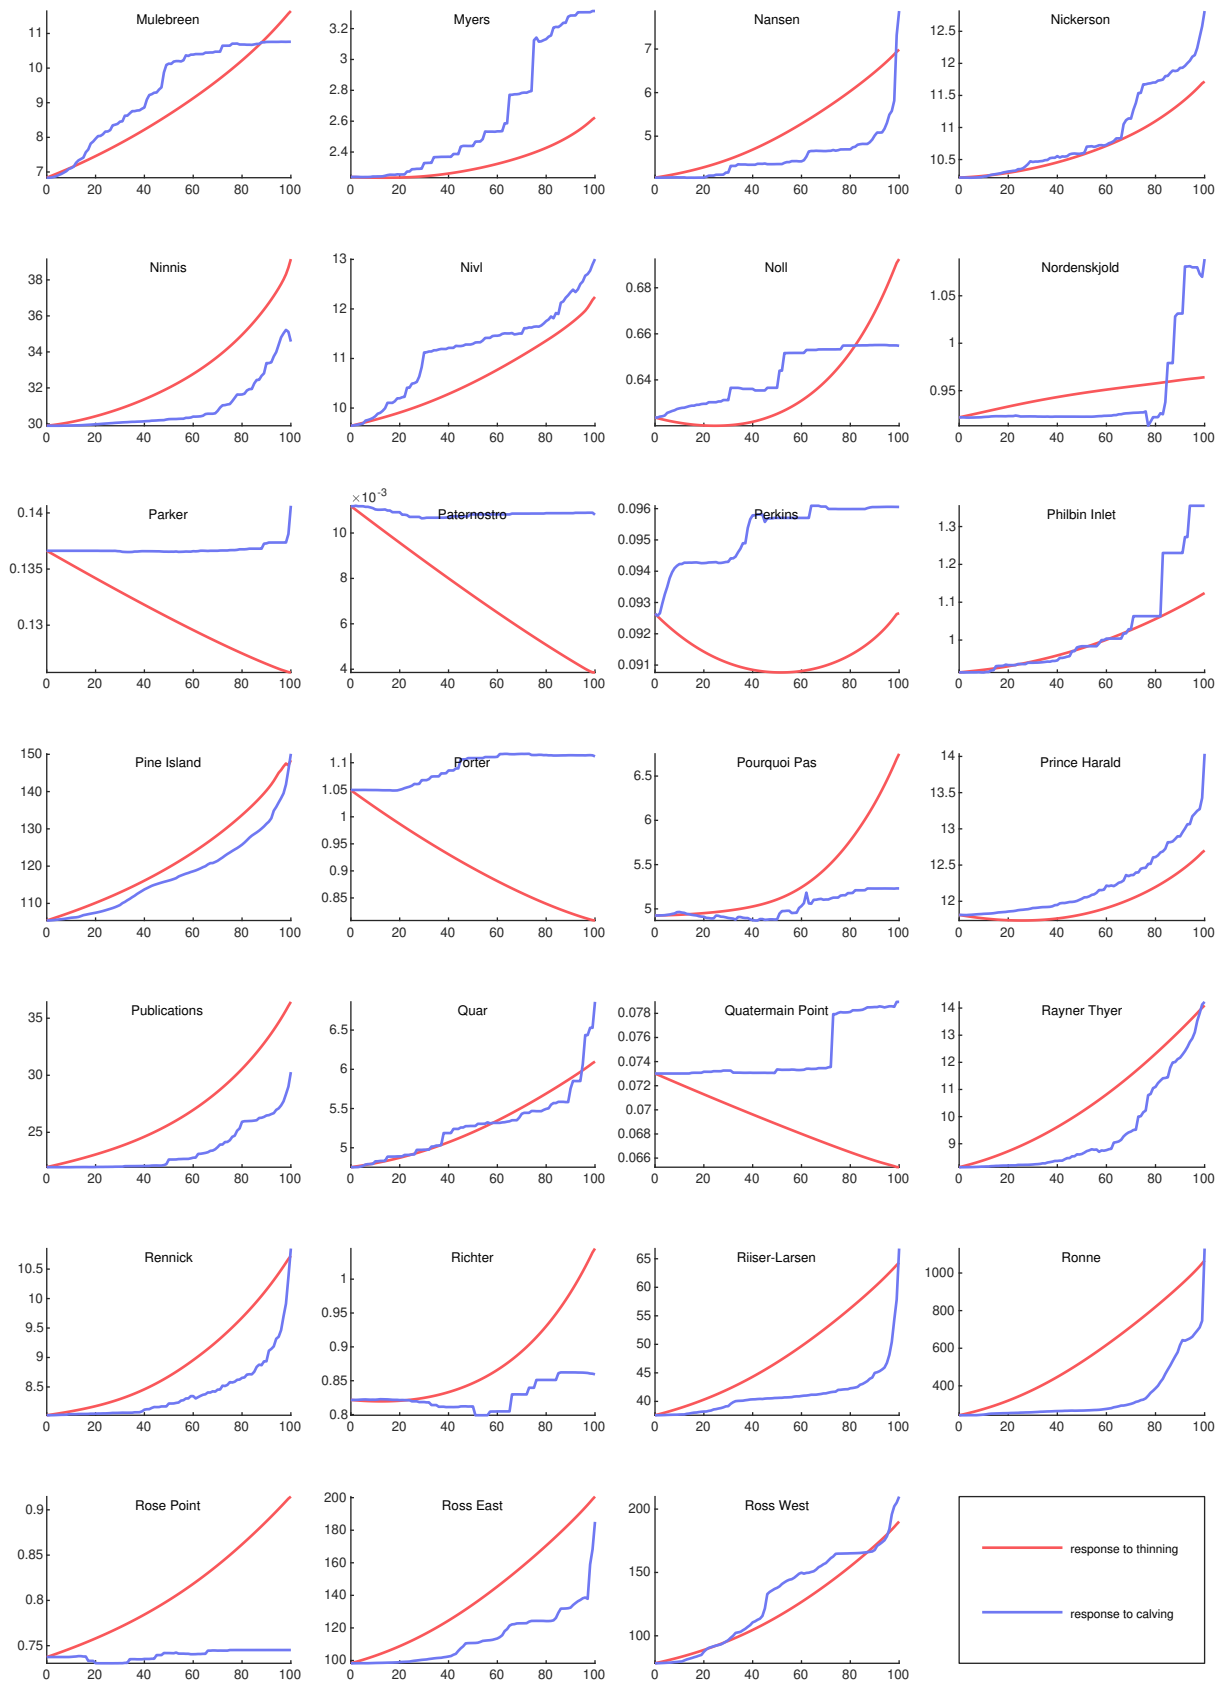 Mulebreen
11
10
9
8
7
0 20 40 60 80 100
Myers
3.2
3
2.8
2.6
2.4
0 20 40 60 80 100
Nansen
7
6
5
0 20 40 60 80 100
Nickerson
12.5
12
11.5
11
10.5
0 20 40 60 80 100
Ninnis
38
36
34
32
30
0 20 40 60 80 100
Nivl
13
12
11
10
0 20 40 60 80 100
Noll
0.68
0.66
0.64
0 20 40 60 80 100
Nordenskjold
1.05
1
0.95
0 20 40 60 80 100
Parker
0.14
0.135
0.13
0 20 40 60 80 100
×10-3
Paternostro
10
8
6
4
0 20 40 60 80 100
Perkins
0.096
0.095
0.094
0.093
0.092
0.091
0 20 40 60 80 100
Philbin Inlet
1.3
1.2
1.1
1
0 20 40 60 80 100
Pine Island
150
140
130
120
110
0 20 40 60 80 100
Porter
1.1
1.05
1
0.95
0.9
0.85
0 20 40 60 80 100
Pourquoi Pas
6.5
6
5.5
5
0 20 40 60 80 100
Prince Harald
14
13.5
13
12.5
12
0 20 40 60 80 100
Publications
35
30
25
0 20 40 60 80 100
Quar
6.5
6
5.5
5
0 20 40 60 80 100
Quatermain Point
0.078
0.076
0.074
0.072
0.07
0.068
0.066
0 20 40 60 80 100
Rayner Thyer
14
13
12
11
10
9
0 20 40 60 80 100
Rennick
10.5
10
9.5
9
8.5
0 20 40 60 80 100
Richter
1
0.95
0.9
0.85
0.8
0 20 40 60 80 100
Riiser-Larsen
65
60
55
50
45
40
0 20 40 60 80 100
Ronne
1000
800
600
400
0 20 40 60 80 100
Rose Point
0.9
0.85
0.8
0.75
0 20 40 60 80 100
Ross East
200
180
160
140
120
100
0 20 40 60 80 100
Ross West
200
150
100
0 20 40 60 80 100
response to thinning
response to calving